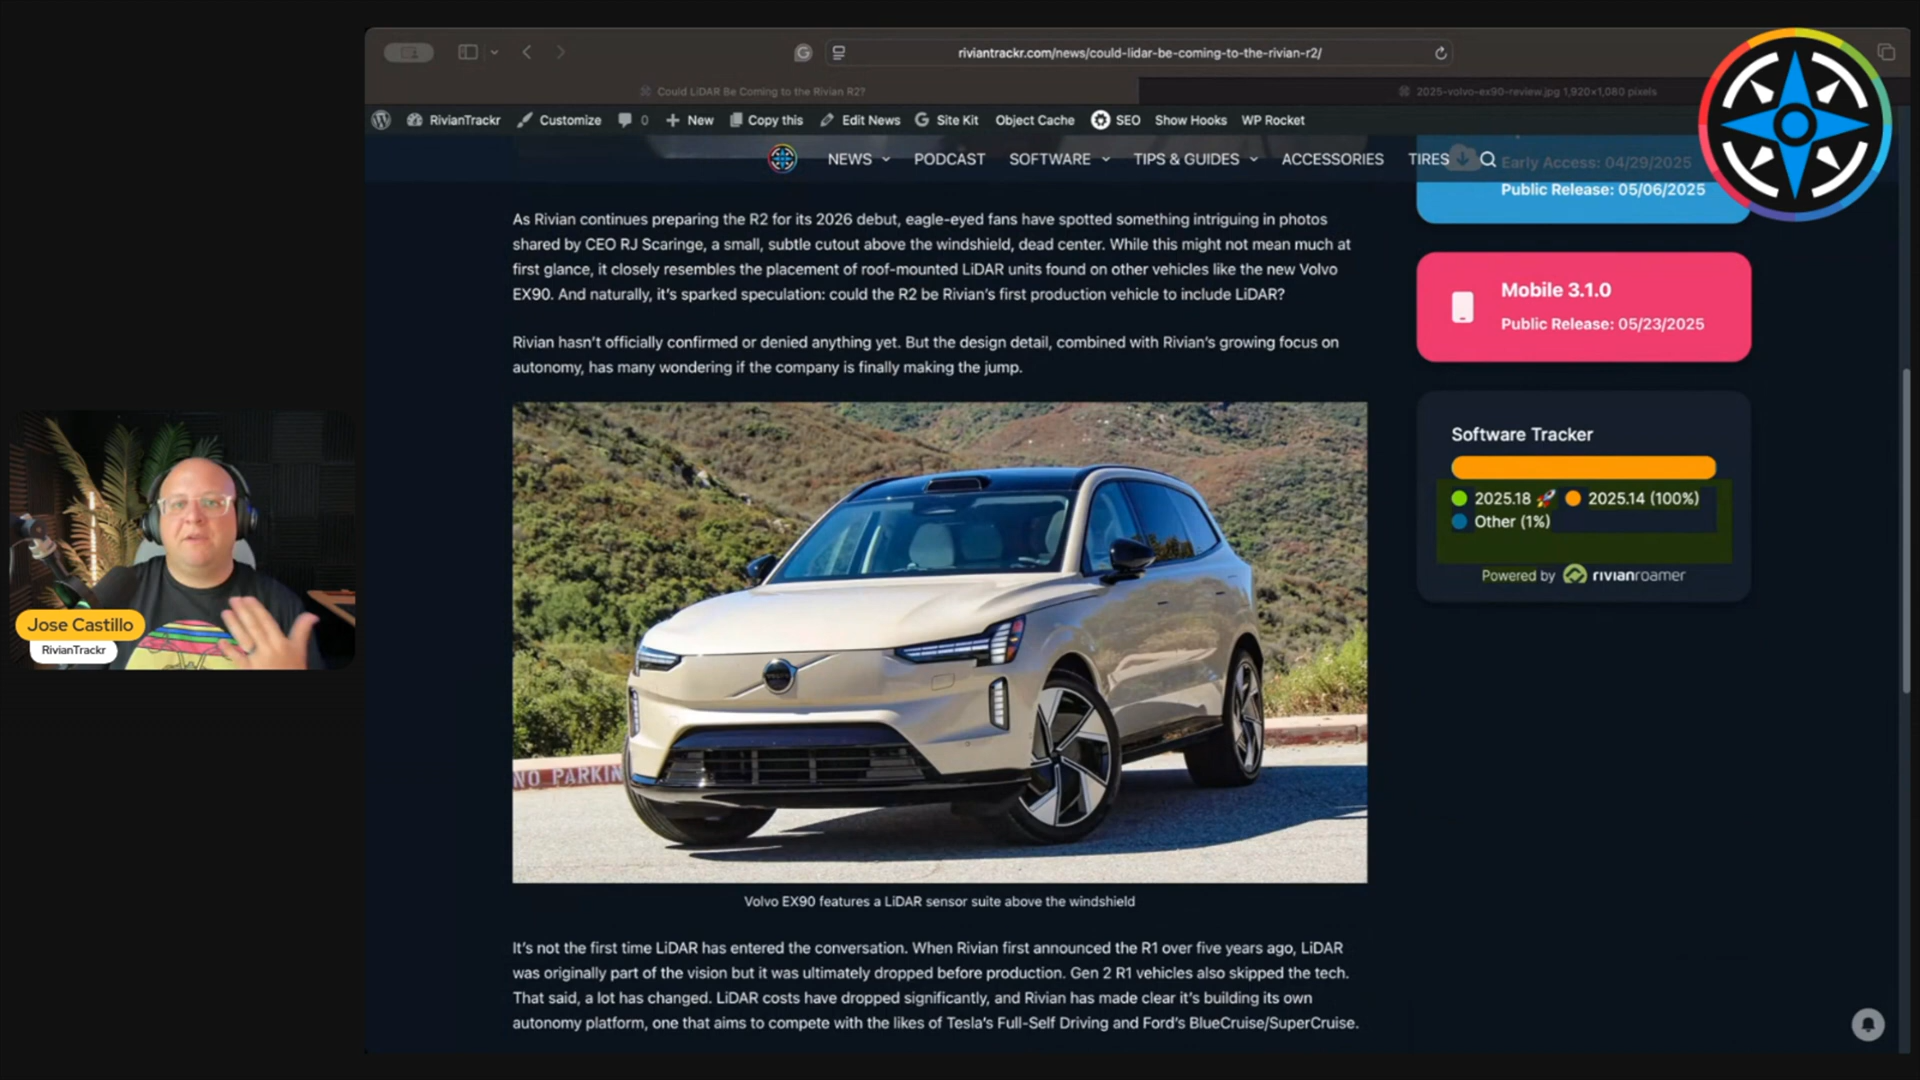 riviantrackr.com/news/could-lidar-be-coming-to-the-rivian-r2/
Could LiDAR Be Coming to the Rivian R2?
2025-volvo-ex90-review.jpg 1,920×1,080 pixels
RivianTrackr Customize 0 New Copy this Edit News Site Kit Object Cache SEO Show Hooks WP Rocket
NEWS PODCAST SOFTWARE TIPS & GUIDES ACCESSORIES TIRES
Early Access: 04/29/2025
Public Release: 05/06/2025
As Rivian continues preparing the R2 for its 2026 debut, eagle-eyed fans have spotted something intriguing in photos
shared by CEO RJ Scaringe, a small, subtle cutout above the windshield, dead center. While this might not mean much at
first glance, it closely resembles the placement of roof-mounted LiDAR units found on other vehicles like the new Volvo
EX90. And naturally, it's sparked speculation: could the R2 be Rivian's first production vehicle to include LiDAR?
Rivian hasn't officially confirmed or denied anything yet. But the design detail, combined with Rivian's growing focus on
autonomy, has many wondering if the company is finally making the jump.
Mobile 3.1.0
Public Release: 05/23/2025
Software Tracker
2025.18 🚀 2025.14 (100%)
Other (1%)
Powered by rivianroamer
NO PARKIN
Volvo EX90 features a LiDAR sensor suite above the windshield
It's not the first time LiDAR has entered the conversation. When Rivian first announced the R1 over five years ago, LiDAR
was originally part of the vision but it was ultimately dropped before production. Gen 2 R1 vehicles also skipped the tech.
That said, a lot has changed. LiDAR costs have dropped significantly, and Rivian has made clear it's building its own
autonomy platform, one that aims to compete with the likes of Tesla's Full-Self Driving and Ford's BlueCruise/SuperCruise.
Jose Castillo
RivianTrackr